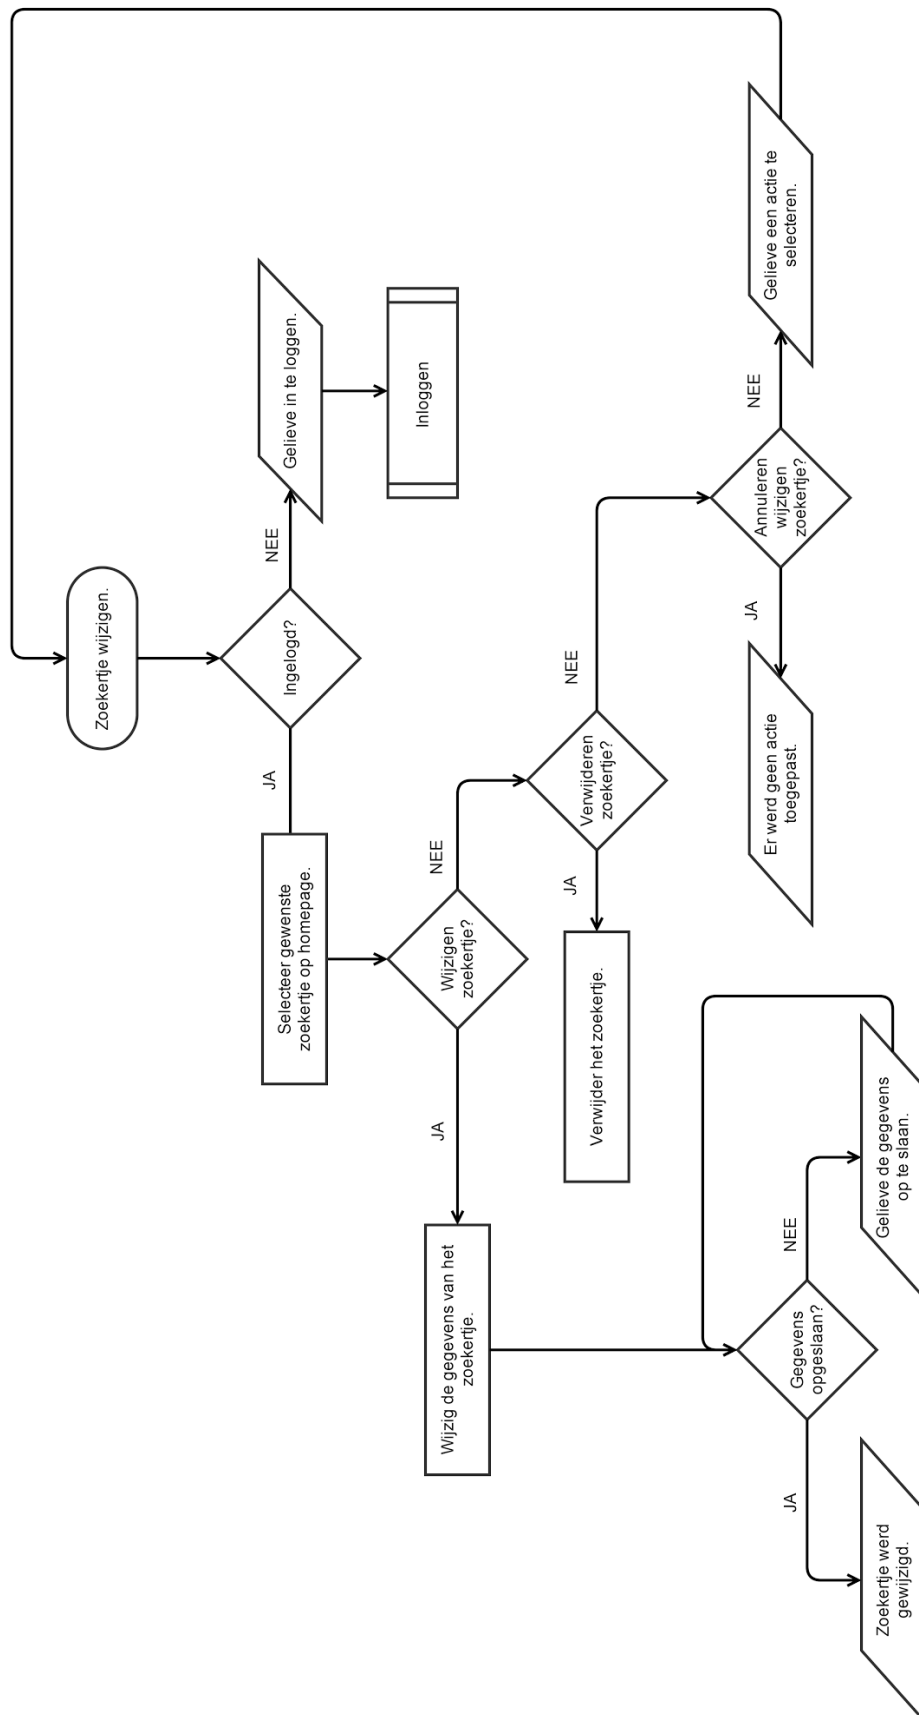 Zoekertje wijzigen.
Ingelogd?
NEE
Gelieve in te loggen.
Inloggen
JA
Selecteer gewenste
zoekertje op homepage.
Wijzigen
zoekertje?
JA
NEE
Wijzig de gegevens van het
zoekertje.
Verwijderen
zoekertje?
JA
NEE
Verwijder het zoekertje.
Annuleren
wijzigen
zoekertje?
JA
NEE
Er werd geen actie
toegepast.
Gelieve een actie te
selecteren.
Gegevens
opgeslaan?
JA
NEE
Zoekertje werd
gewijzigd.
Gelieve de gegevens
op te slaan.